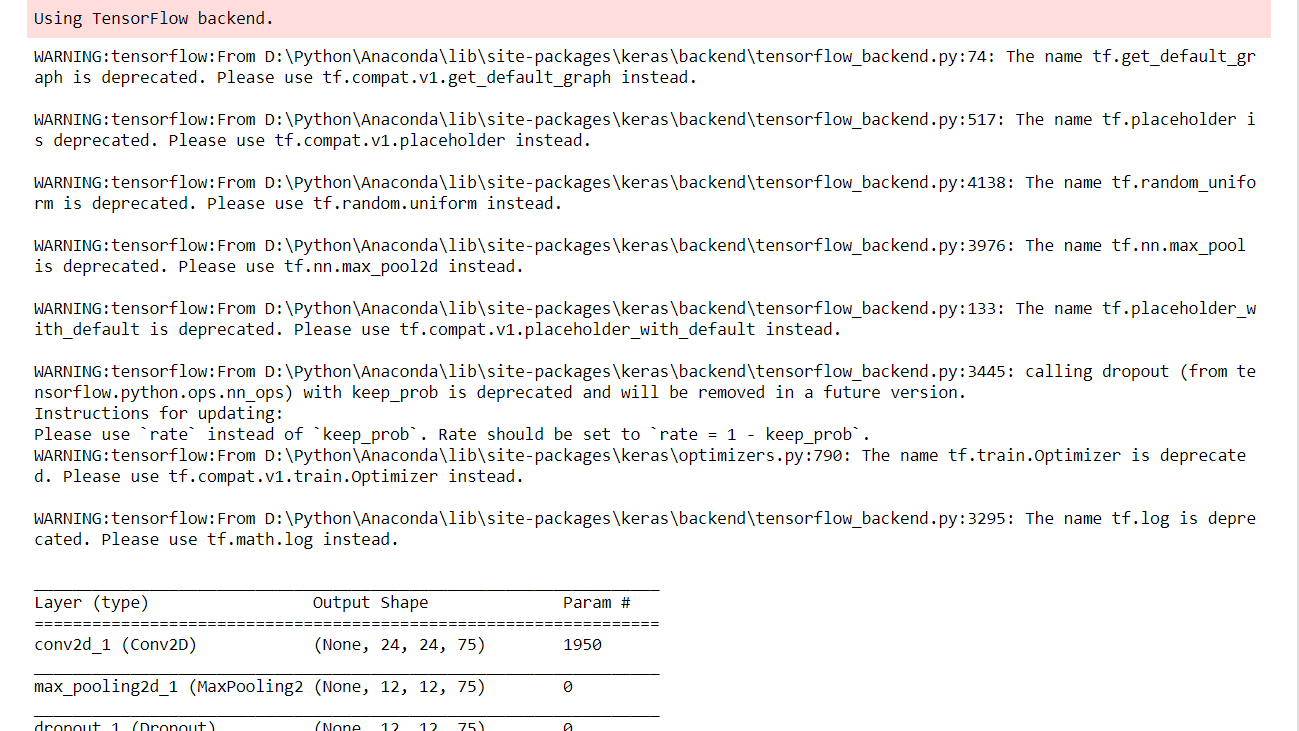 Using TensorFlow backend.
WARNING:tensorflow:From D:\Python\Anaconda\lib\site-packages\keras\backend\tensorflow_backend.py:74: The name tf.get_default_gr
aph is deprecated. Please use tf.compat.v1.get_default_graph instead.
WARNING:tensorflow:From D:\Python\Anaconda\lib\site-packages\keras\backend\tensorflow_backend.py:517: The name tf.placeholder i
s deprecated. Please use tf.compat.v1.placeholder instead.
WARNING:tensorflow:From D:\Python\Anaconda\lib\site-packages\keras\backend\tensorflow_backend.py:4138: The name tf.random_unifo
rm is deprecated. Please use tf.random.uniform instead.
WARNING:tensorflow:From D:\Python\Anaconda\lib\site-packages\keras\backend\tensorflow_backend.py:3976: The name tf.nn.max_pool
is deprecated. Please use tf.nn.max_pool2d instead.
WARNING:tensorflow:From D:\Python\Anaconda\lib\site-packages\keras\backend\tensorflow_backend.py:133: The name tf.placeholder_w
ith_default is deprecated. Please use tf.compat.v1.placeholder_with_default instead.
WARNING:tensorflow:From D:\Python\Anaconda\lib\site-packages\keras\backend\tensorflow_backend.py:3445: calling dropout (from te
nsorflow.python.ops.nn_ops) with keep_prob is deprecated and will be removed in a future version.
Instructions for updating:
Please use `rate` instead of `keep_prob`. Rate should be set to `rate = 1 - keep_prob`.
WARNING:tensorflow:From D:\Python\Anaconda\lib\site-packages\keras\optimizers.py:790: The name tf.train.Optimizer is deprecate
d. Please use tf.compat.v1.train.Optimizer instead.
WARNING:tensorflow:From D:\Python\Anaconda\lib\site-packages\keras\backend\tensorflow_backend.py:3295: The name tf.log is depre
cated. Please use tf.math.log instead.
_________________________________________________________________
Layer (type)                 Output Shape              Param #
=================================================================
conv2d_1 (Conv2D)            (None, 24, 24, 75)        1950
_________________________________________________________________
max_pooling2d_1 (MaxPooling2 (None, 12, 12, 75)        0
_________________________________________________________________
dropout_1 (Dropout)          (None, 12, 12, 75)        0